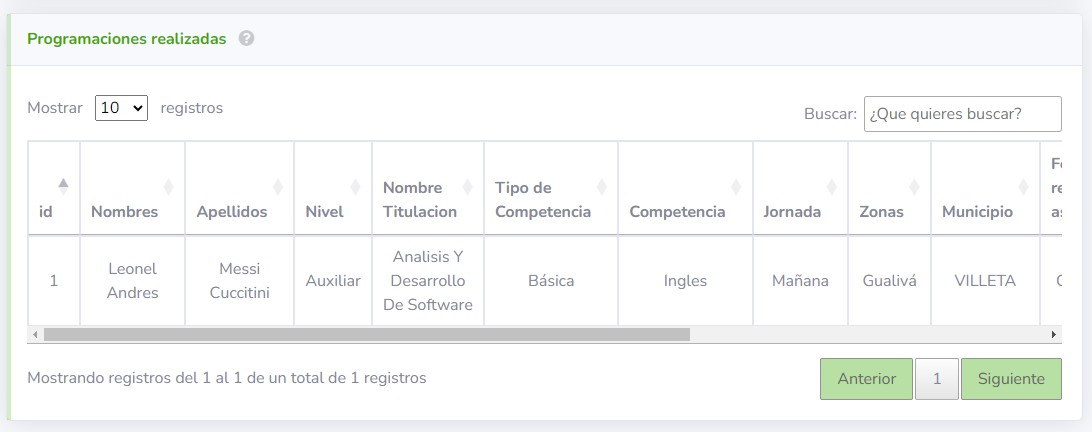 Programaciones realizadas ?
Mostrar 10 registros
Buscar: ¿Que quieres buscar?
id Nombres Apellidos Nivel Nombre Titulacion Tipo de Competencia Competencia Jornada Zonas Municipio
1 Leonel Andres Messi Cuccitini Auxiliar Analisis Y Desarrollo De Software Básica Ingles Mañana Gualivá VILLETA
Mostrando registros del 1 al 1 de un total de 1 registros
Anterior 1 Siguiente